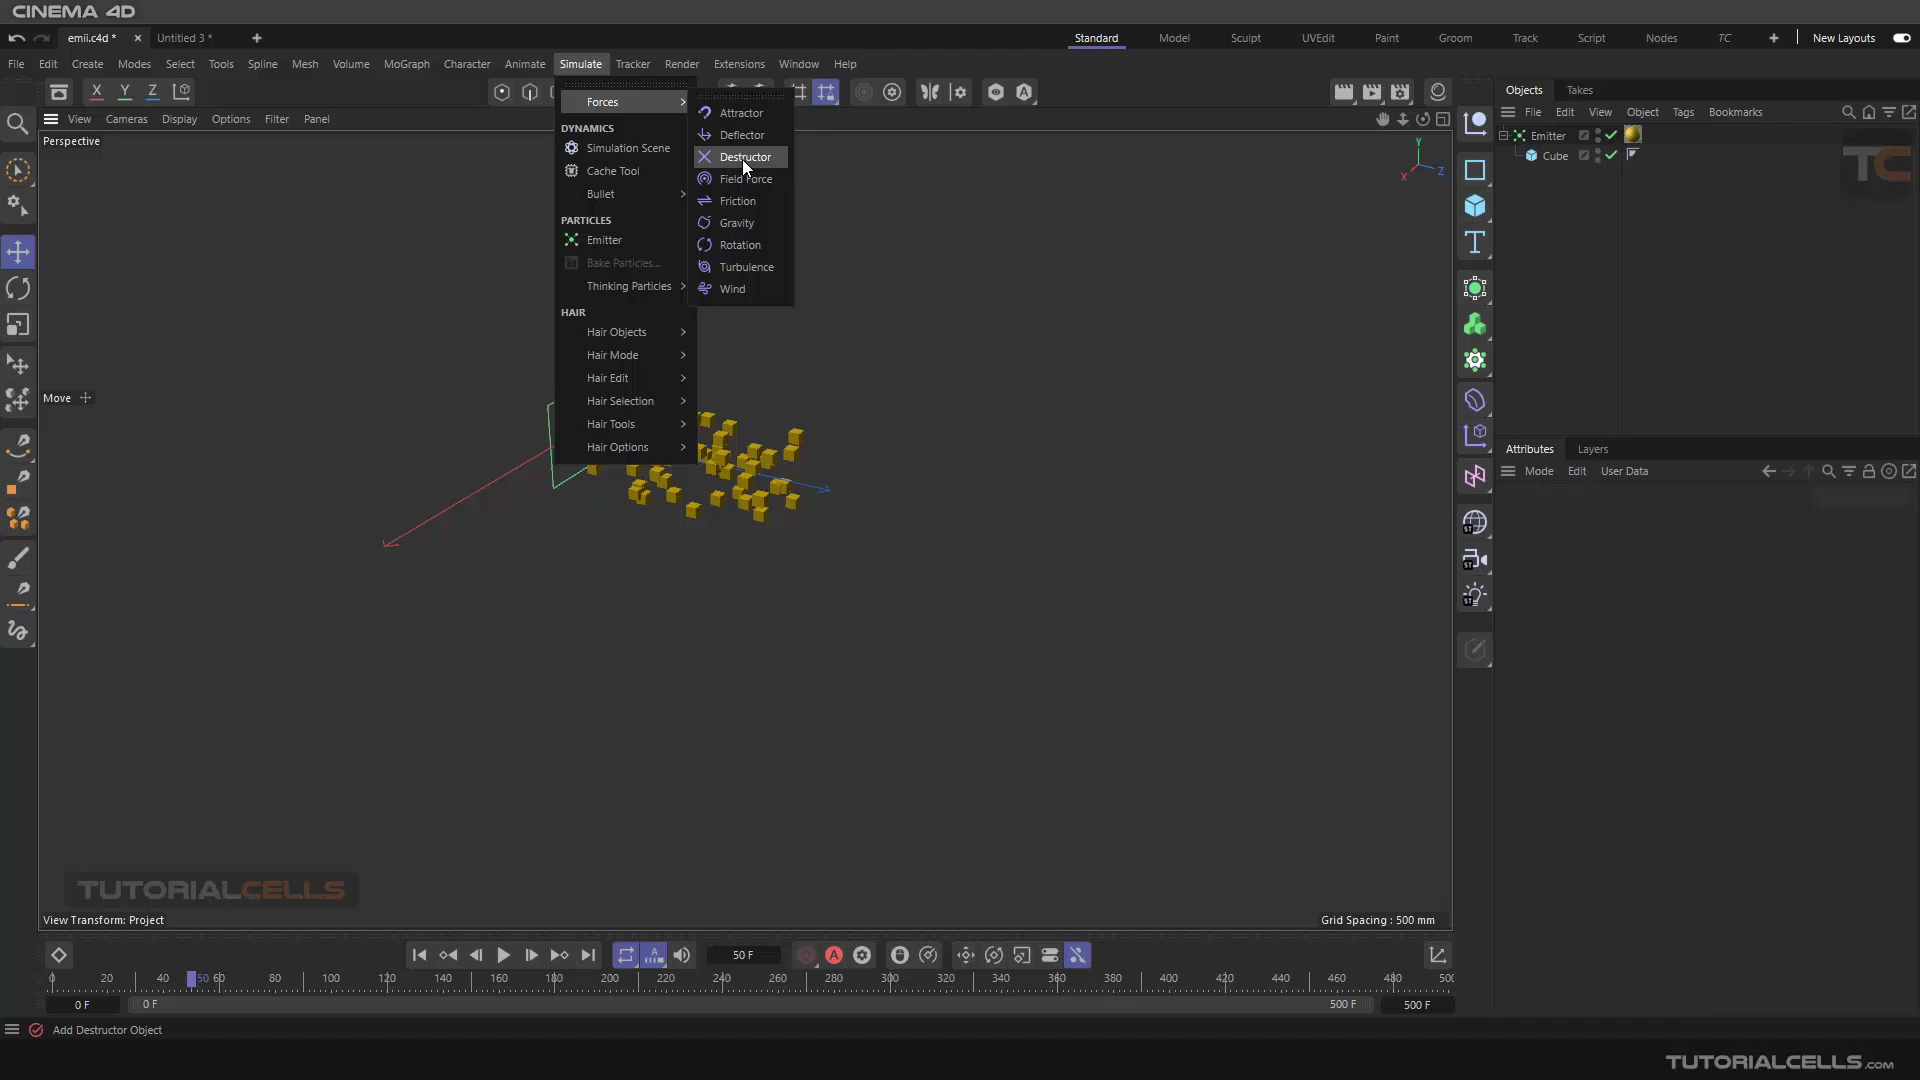 CINEMA 4D
emii.c4d *
Untitled 3 *
Standard
Model
Sculpt
UVEdit
Paint
Groom
Track
Script
Nodes
TC
New Layouts
File
Edit
Create
Modes
Select
Tools
Spline
Mesh
Volume
MoGraph
Character
Animate
Simulate
Tracker
Render
Extensions
Window
Help
X
Y
Z
Objects
Takes
View
Cameras
Display
Options
Filter
Panel
File
Edit
View
Object
Tags
Bookmarks
Perspective
Emitter
Cube
TC
Y
X
Z
Forces
DYNAMICS
Simulation Scene
Cache Tool
Bullet
PARTICLES
Emitter
Bake Particles...
Thinking Particles
HAIR
Hair Objects
Hair Mode
Hair Edit
Hair Selection
Hair Tools
Hair Options
Attractor
Deflector
Destructor
Field Force
Friction
Gravity
Rotation
Turbulence
Wind
Move
Attributes
Layers
Mode
Edit
User Data
ST
ST
ST
TUTORIALCELLS
View Transform: Project
Grid Spacing : 500 mm
50 F
A
0
20
40
50
60
80
100
120
140
160
180
200
220
240
260
280
300
320
340
360
380
400
420
440
460
480
0 F
0 F
500 F
500 F
Add Destructor Object
TUTORIALCELLS.com